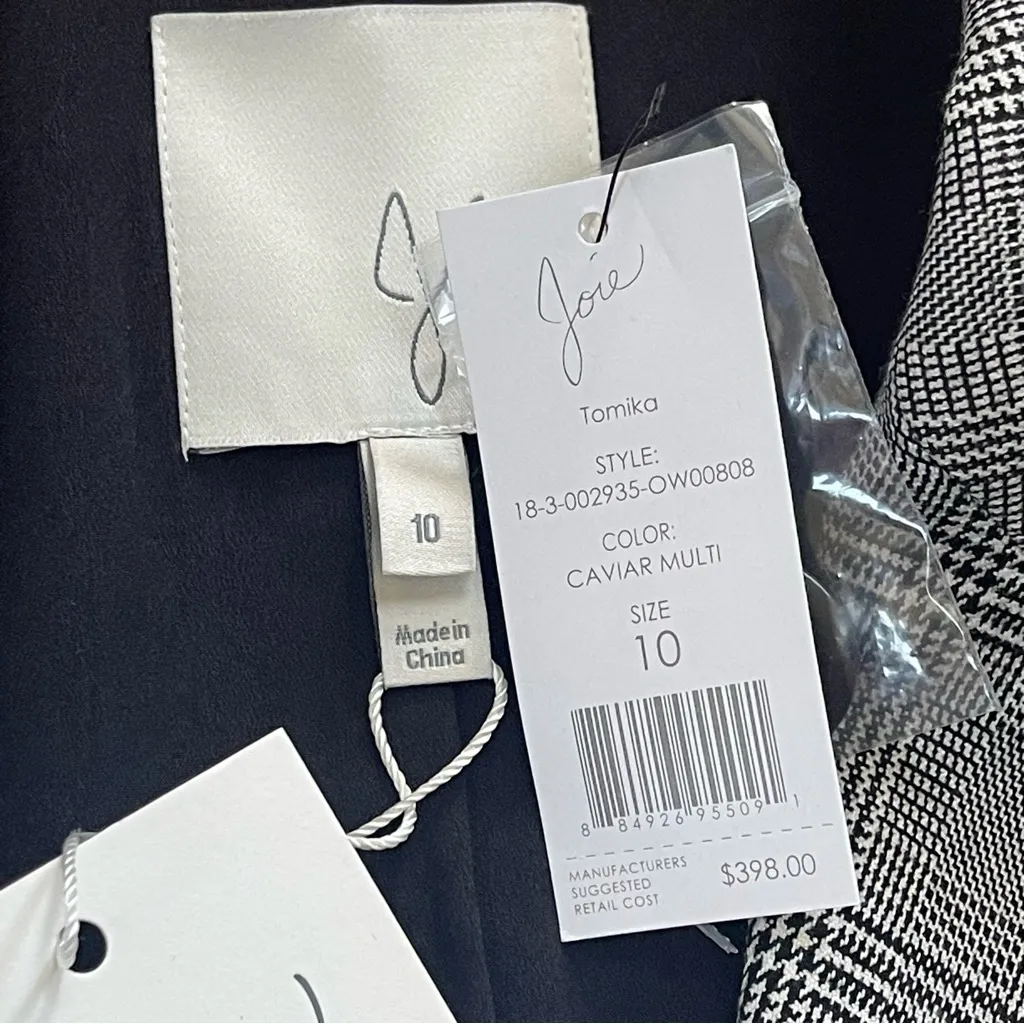 Joie
Tomika
STYLE:
18-3-002935-OW00808
COLOR:
CAVIAR MULTI
SIZE
10
8 84926 95509 1
MANUFACTURERS
SUGGESTED
RETAIL COST
$398.00
10
Made in
China